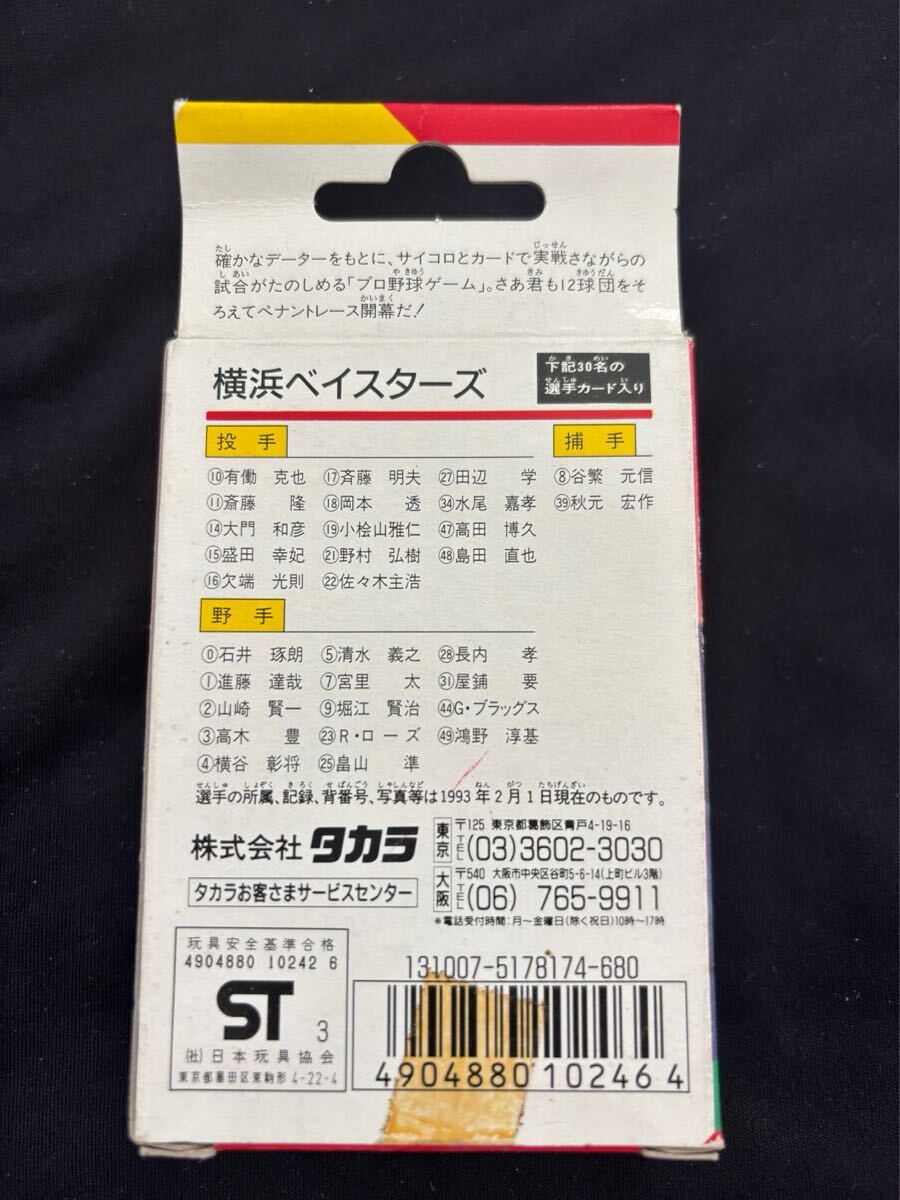 確かなデーターをもとに、サイコロとカードで実戦さながらの
試合がたのしめる「プロ野球ゲーム」。さあ君も12球団をそ
ろえてペナントレース開幕だ!
横浜ベイスターズ
下記30名の
選手カード入り
投手
⑩有働 克也 ⑰斉藤 明夫 ㉗田辺 学
⑪斎藤 隆 ⑱岡本 透 ㉞水尾 嘉孝
⑭大門 和彦 ⑲小桧山雅仁 ㊼高田 博久
⑮盛田 幸妃 ㉑野村 弘樹 ㊽島田 直也
⑯欠端 光則 ㉒佐々木主浩
捕手
⑧谷繁 元信
㊴秋元 宏作
野手
⓪石井 琢朗 ⑤清水 義之 ㉘長内 孝
①進藤 達哉 ⑦宮里 太 ㉛屋鋪 要
②山崎 賢一 ⑨堀江 賢治 ㊹G・ブラッグス
③高木 豊 ㉓R・ローズ ㊾鴻野 淳基
④横谷 彰将 ㉕畠山 準
選手の所属、記録、背番号、写真等は1993年2月1日現在のものです。
株式会社 タカラ
タカラお客さまサービスセンター
東京 〒125 東京都葛飾区青戸4-19-16
TEL (03)3602-3030
大阪 〒540 大阪市中央区谷町5-6-14(上町ビル3階)
TEL (06) 765-9911
*電話受付時間:月〜金曜日(除く祝日)10時〜17時
玩具安全基準合格
4904880 10242 6
ST 3
(社)日本玩具協会
東京都墨田区東駒形 4-22-4
131007-5178174-680
4904880102464